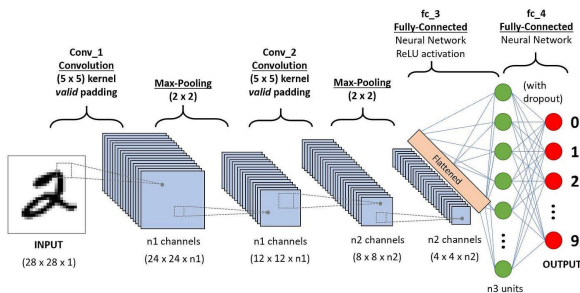 fc_3
Fully-Connected
Neural Network
ReLU activation
fc_4
Fully-Connected
Neural Network
Conv_1
Convolution
(5 x 5) kernel
valid padding
Max-Pooling
(2 x 2)
Conv_2
Convolution
(5 x 5) kernel
valid padding
Max-Pooling
(2 x 2)
(with
dropout)
Flattened
0
1
2
9
INPUT
(28 x 28 x 1)
n1 channels
(24 x 24 x n1)
n1 channels
(12 x 12 x n1)
n2 channels
(8 x 8 x n2)
n2 channels
(4 x 4 x n2)
OUTPUT
n3 units